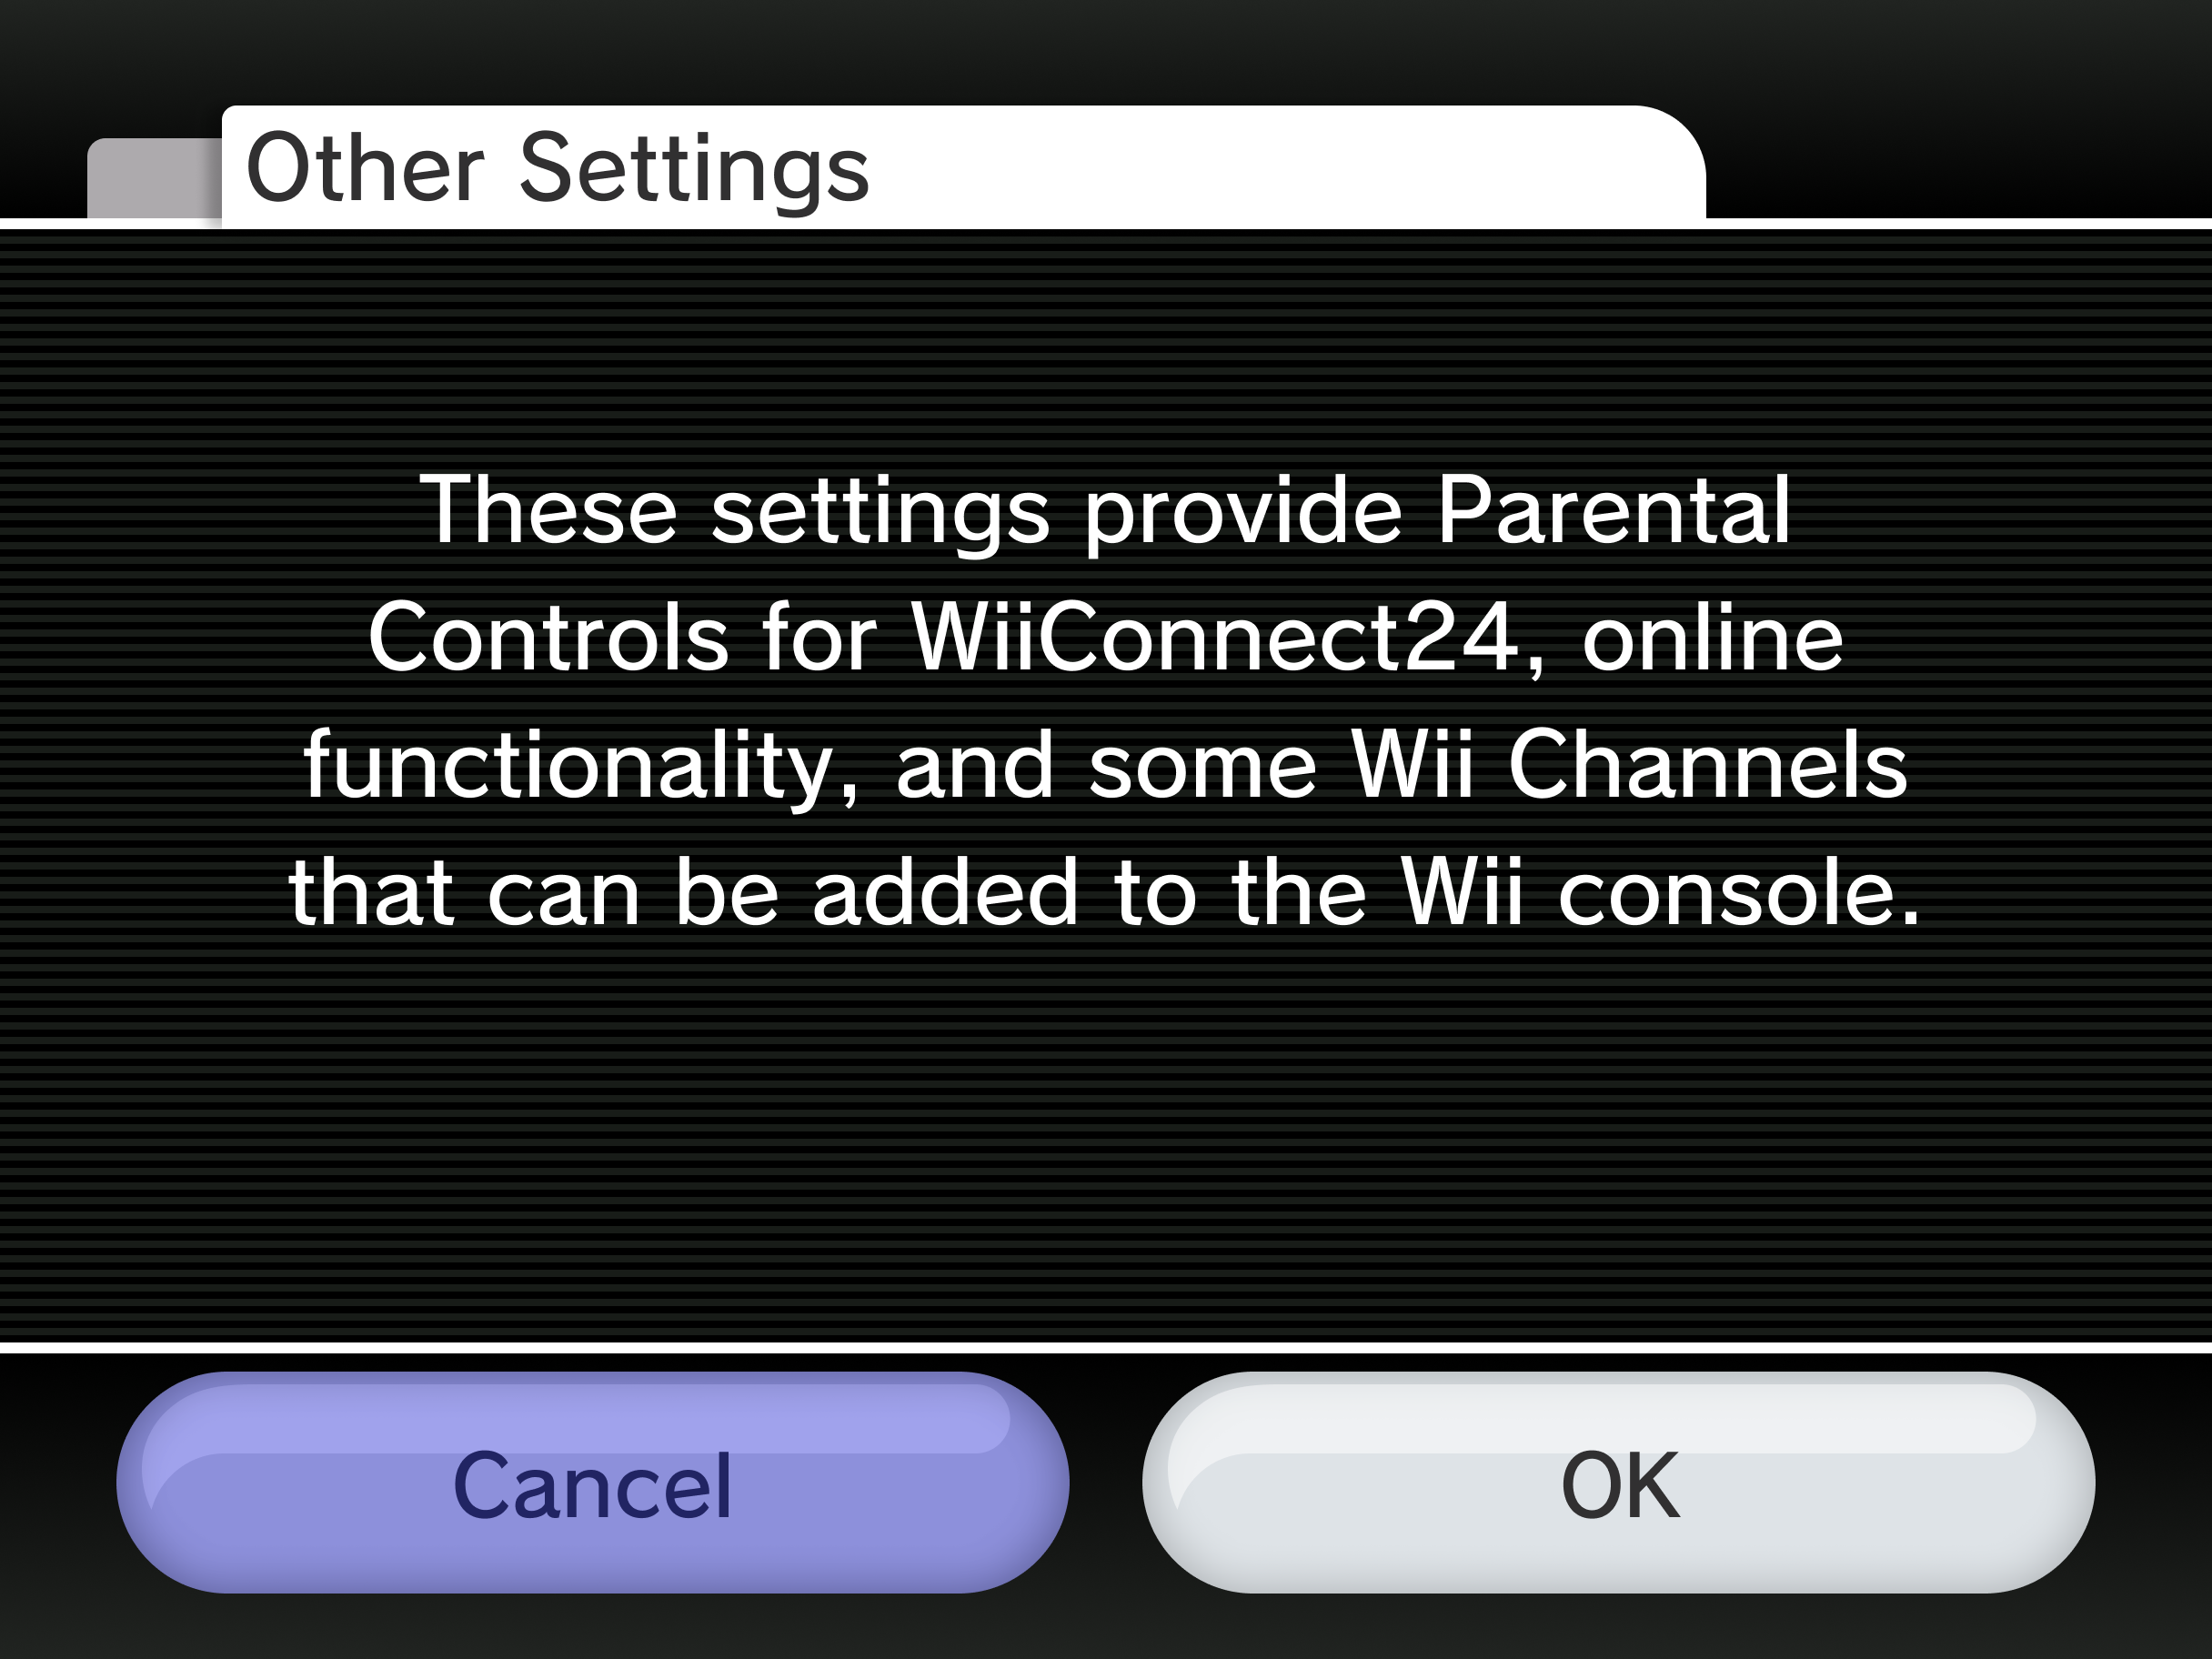 Other Settings
These settings provide Parental
Controls for WiiConnect24, online
functionality, and some Wii Channels
that can be added to the Wii console.
Cancel
OK